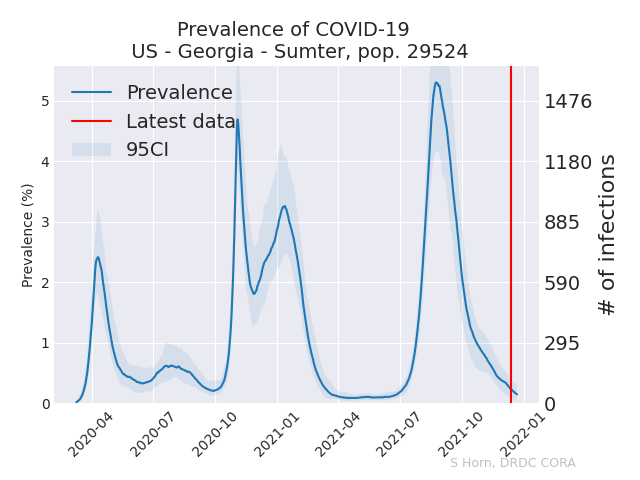 Prevalence of COVID-19
US - Georgia - Sumter, pop. 29524
Prevalence
Latest data
95CI
Prevalence (%)
5
4
3
2
1
0
1476
1180
885
590
295
0
# of infections
2020-04
2020-07
2020-10
2021-01
2021-04
2021-07
2021-10
2022-01
S Horn, DRDC CORA